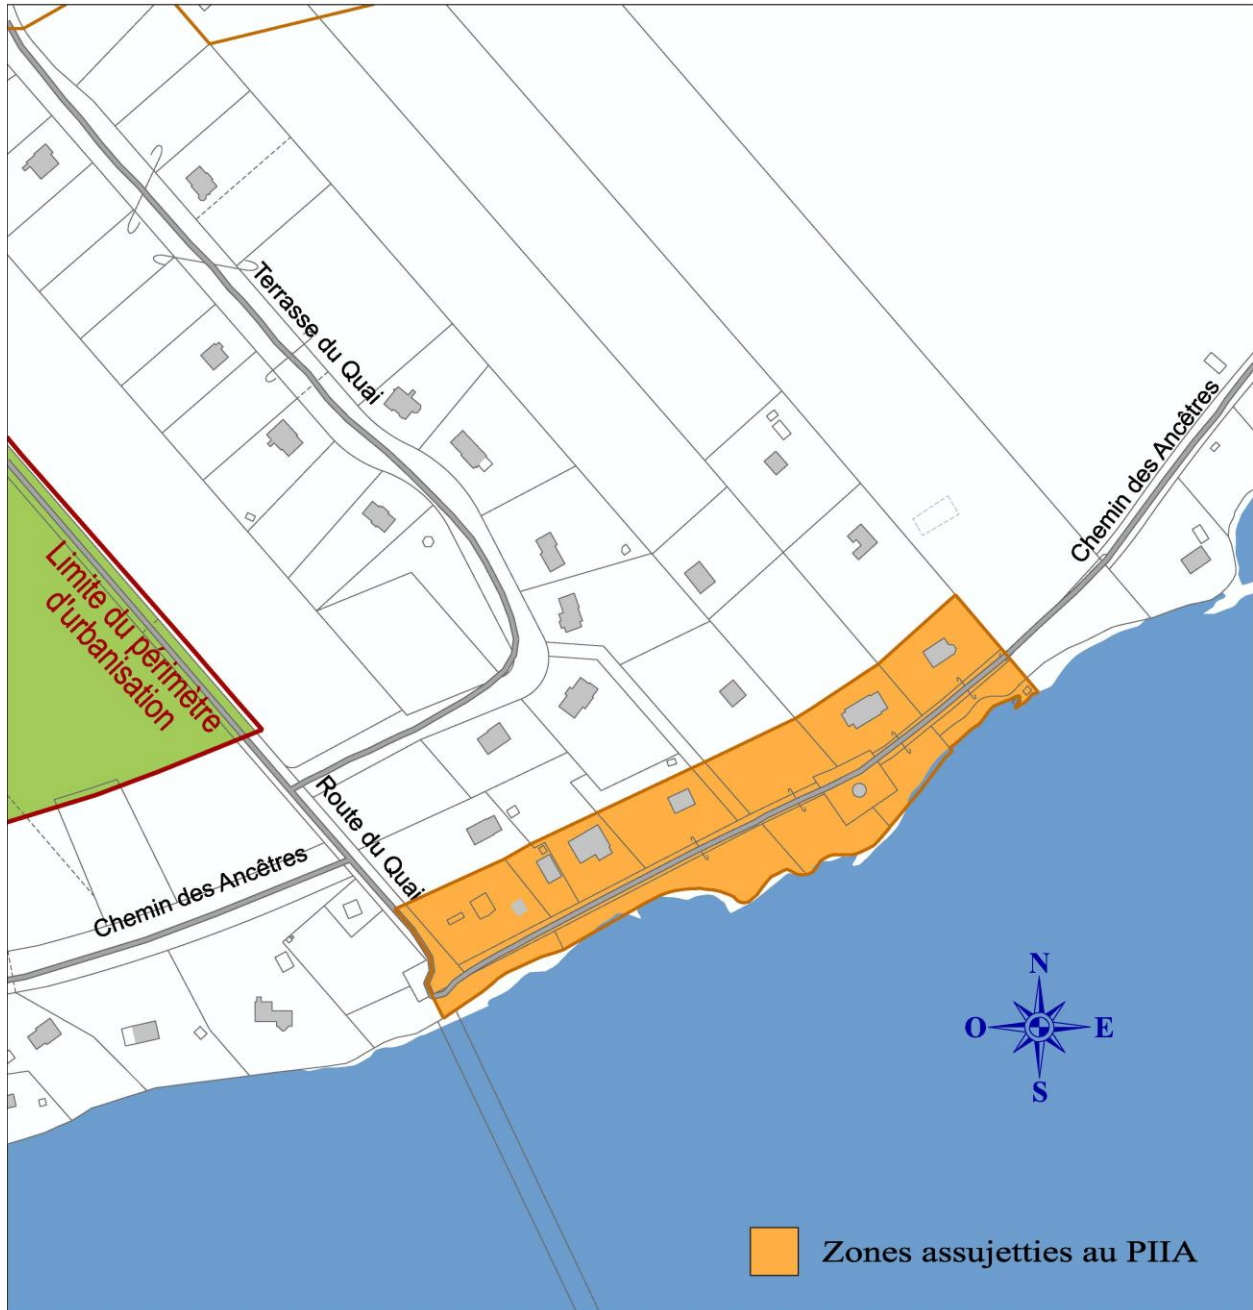 Terrasse du Quai
Chemin des Ancêtres
Limite du périmètre
d'urbanisation
Route du Quai
Chemin des Ancêtres
N
O E
S
Zones assujetties au PIIA